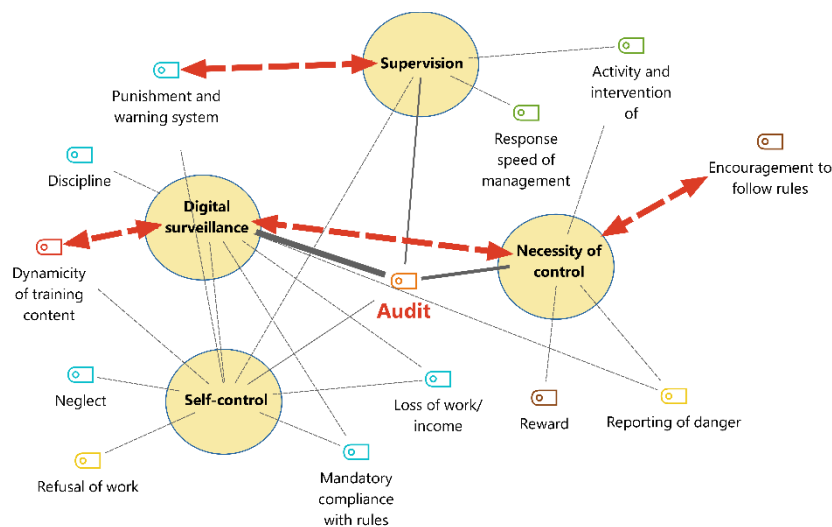 Supervision
Activity and
intervention
of
Punishment and
warning system
Response
speed of
management
Encouragement to
follow rules
Discipline
Digital
surveillance
Necessity of
control
Dynamicity
of training
content
Audit
Neglect
Self-control
Loss of work/
income
Reward
Reporting of danger
Refusal of work
Mandatory
compliance
with rules